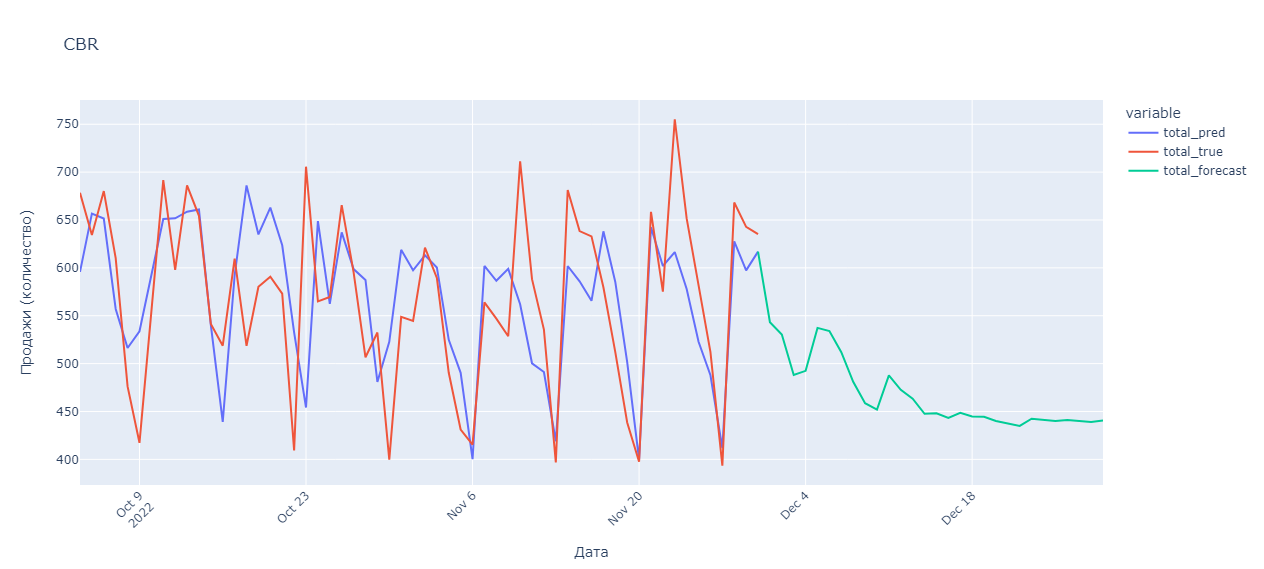 CBR
Продажи (количество)
750
700
650
600
550
500
450
400
Oct 9
2022
Oct 23
Nov 6
Nov 20
Dec 4
Dec 18
Дата
variable
total_pred
total_true
total_forecast